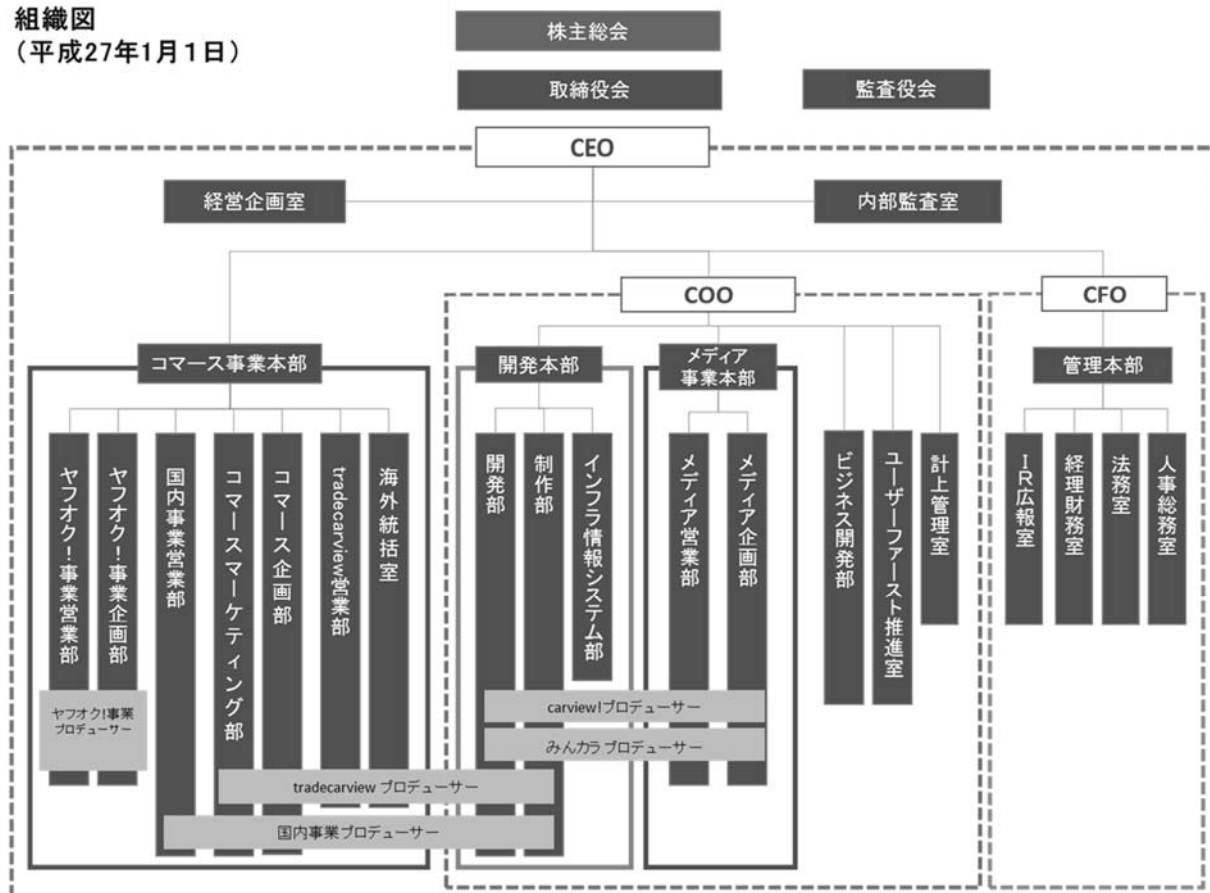 組織図
（平成27年1月１日）
株主総会
取締役会
監査役会
CEO
経営企画室
内部監査室
COO
CFO
コマース事業本部
開発本部
メディア
事業本部
管理本部
ヤフオク！事業営業部
ヤフオク！事業企画部
国内事業営業部
コマースマーケティング部
コマース企画部
tradecarview営業部
海外統括室
開発部
制作部
インフラ情報システム部
メディア営業部
メディア企画部
ビジネス開発部
ユーザーファースト推進室
計上管理室
ＩＲ広報室
経理財務室
法務室
人事総務室
ヤフオク!事業
プロデューサー
carview!プロデューサー
みんカラ プロデューサー
tradecarview プロデューサー
国内事業プロデューサー